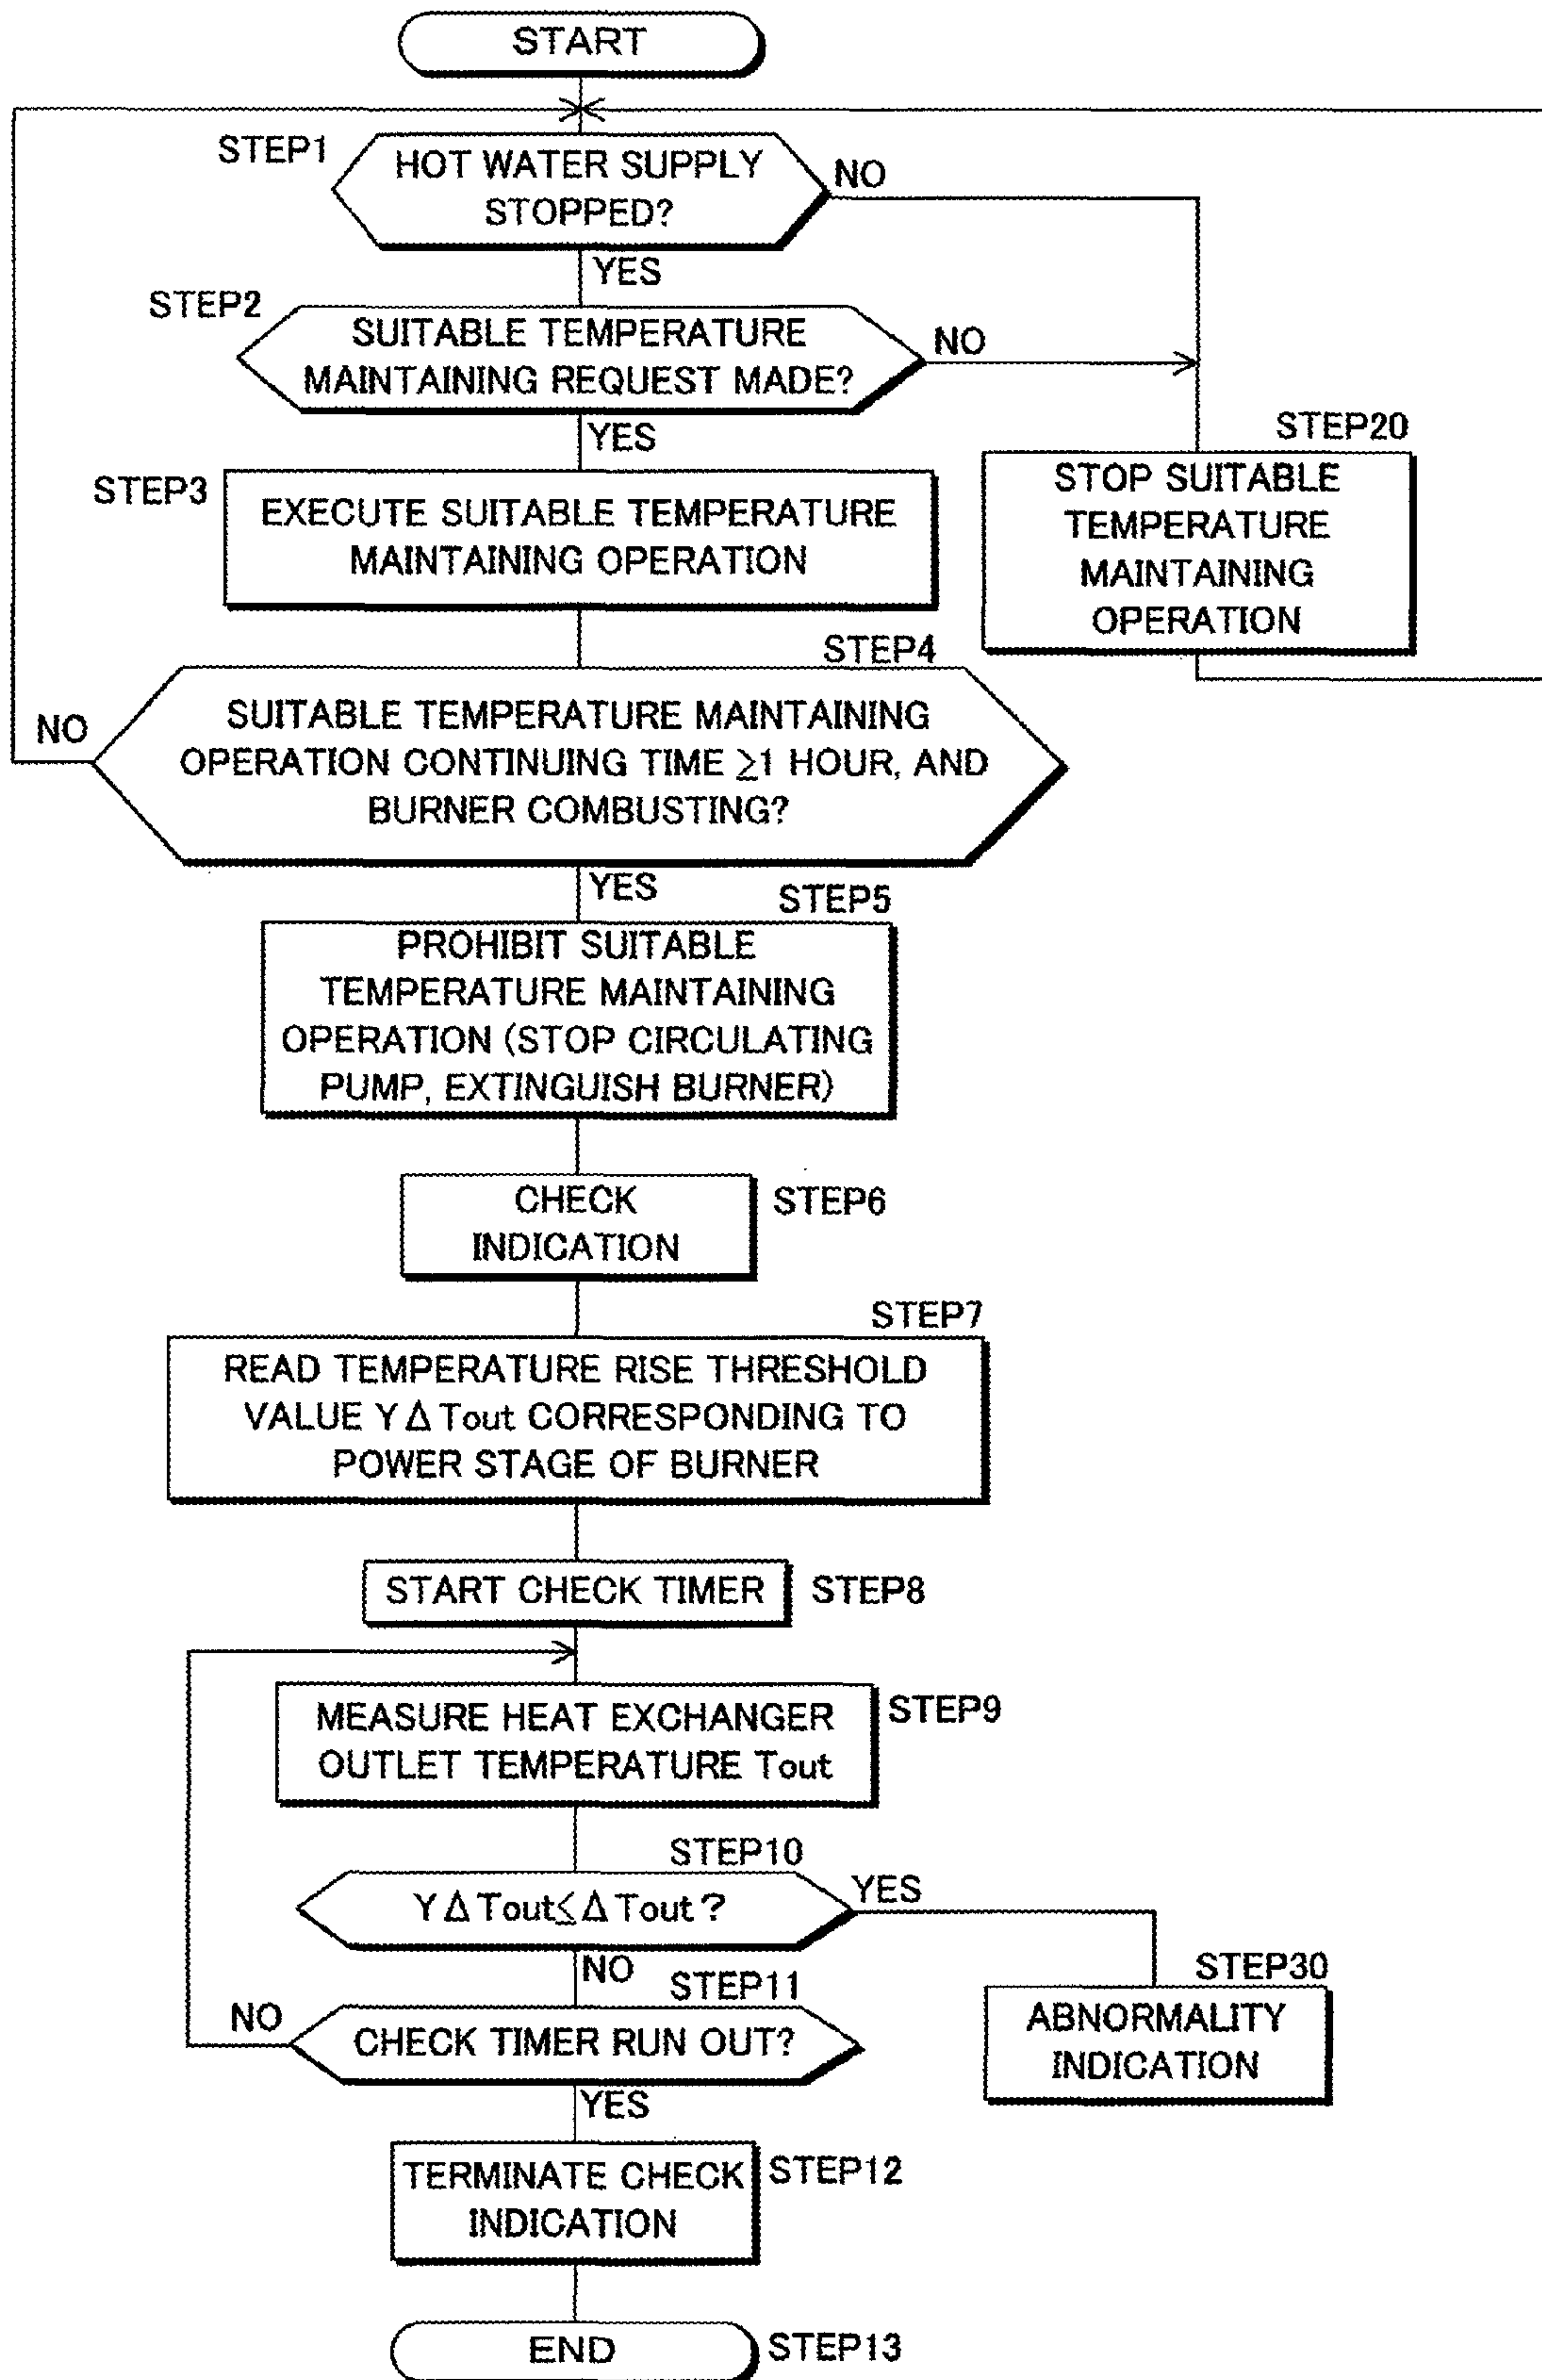 START
STEP1
HOT WATER SUPPLY
STOPPED?
NO
YES
STEP2
SUITABLE TEMPERATURE
MAINTAINING REQUEST MADE?
NO
YES
STEP20
STOP SUITABLE
TEMPERATURE
MAINTAINING
OPERATION
STEP3
EXECUTE SUITABLE TEMPERATURE
MAINTAINING OPERATION
STEP4
NO
SUITABLE TEMPERATURE MAINTAINING
OPERATION CONTINUING TIME ≥1 HOUR, AND
BURNER COMBUSTING?
YES
STEP5
PROHIBIT SUITABLE
TEMPERATURE MAINTAINING
OPERATION (STOP CIRCULATING
PUMP, EXTINGUISH BURNER)
CHECK
INDICATION
STEP6
STEP7
READ TEMPERATURE RISE THRESHOLD
VALUE YΔTout CORRESPONDING TO
POWER STAGE OF BURNER
START CHECK TIMER
STEP8
MEASURE HEAT EXCHANGER
OUTLET TEMPERATURE Tout
STEP9
STEP10
YΔTout≤ΔTout?
YES
NO
STEP30
ABNORMALITY
INDICATION
STEP11
NO
CHECK TIMER RUN OUT?
YES
TERMINATE CHECK
INDICATION
STEP12
END
STEP13